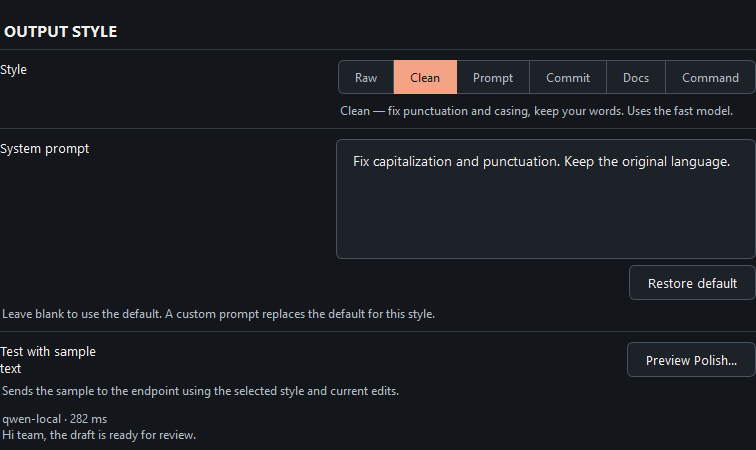 OUTPUT STYLE
Style
Raw
Clean
Prompt
Commit
Docs
Command
Clean — fix punctuation and casing, keep your words. Uses the fast model.
System prompt
Fix capitalization and punctuation. Keep the original language.
Restore default
Leave blank to use the default. A custom prompt replaces the default for this style.
Test with sample
text
Preview Polish...
Sends the sample to the endpoint using the selected style and current edits.
qwen-local · 282 ms
Hi team, the draft is ready for review.